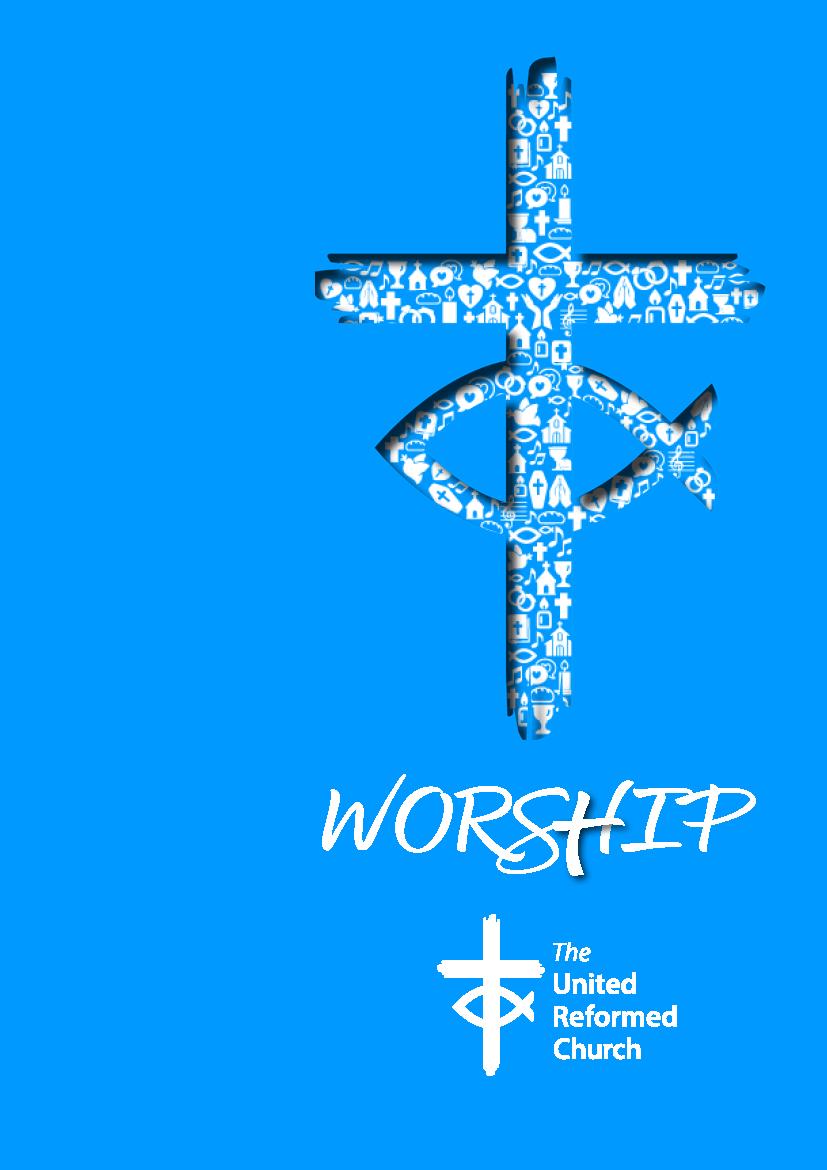 WORSHIP
The
United
Reformed
Church